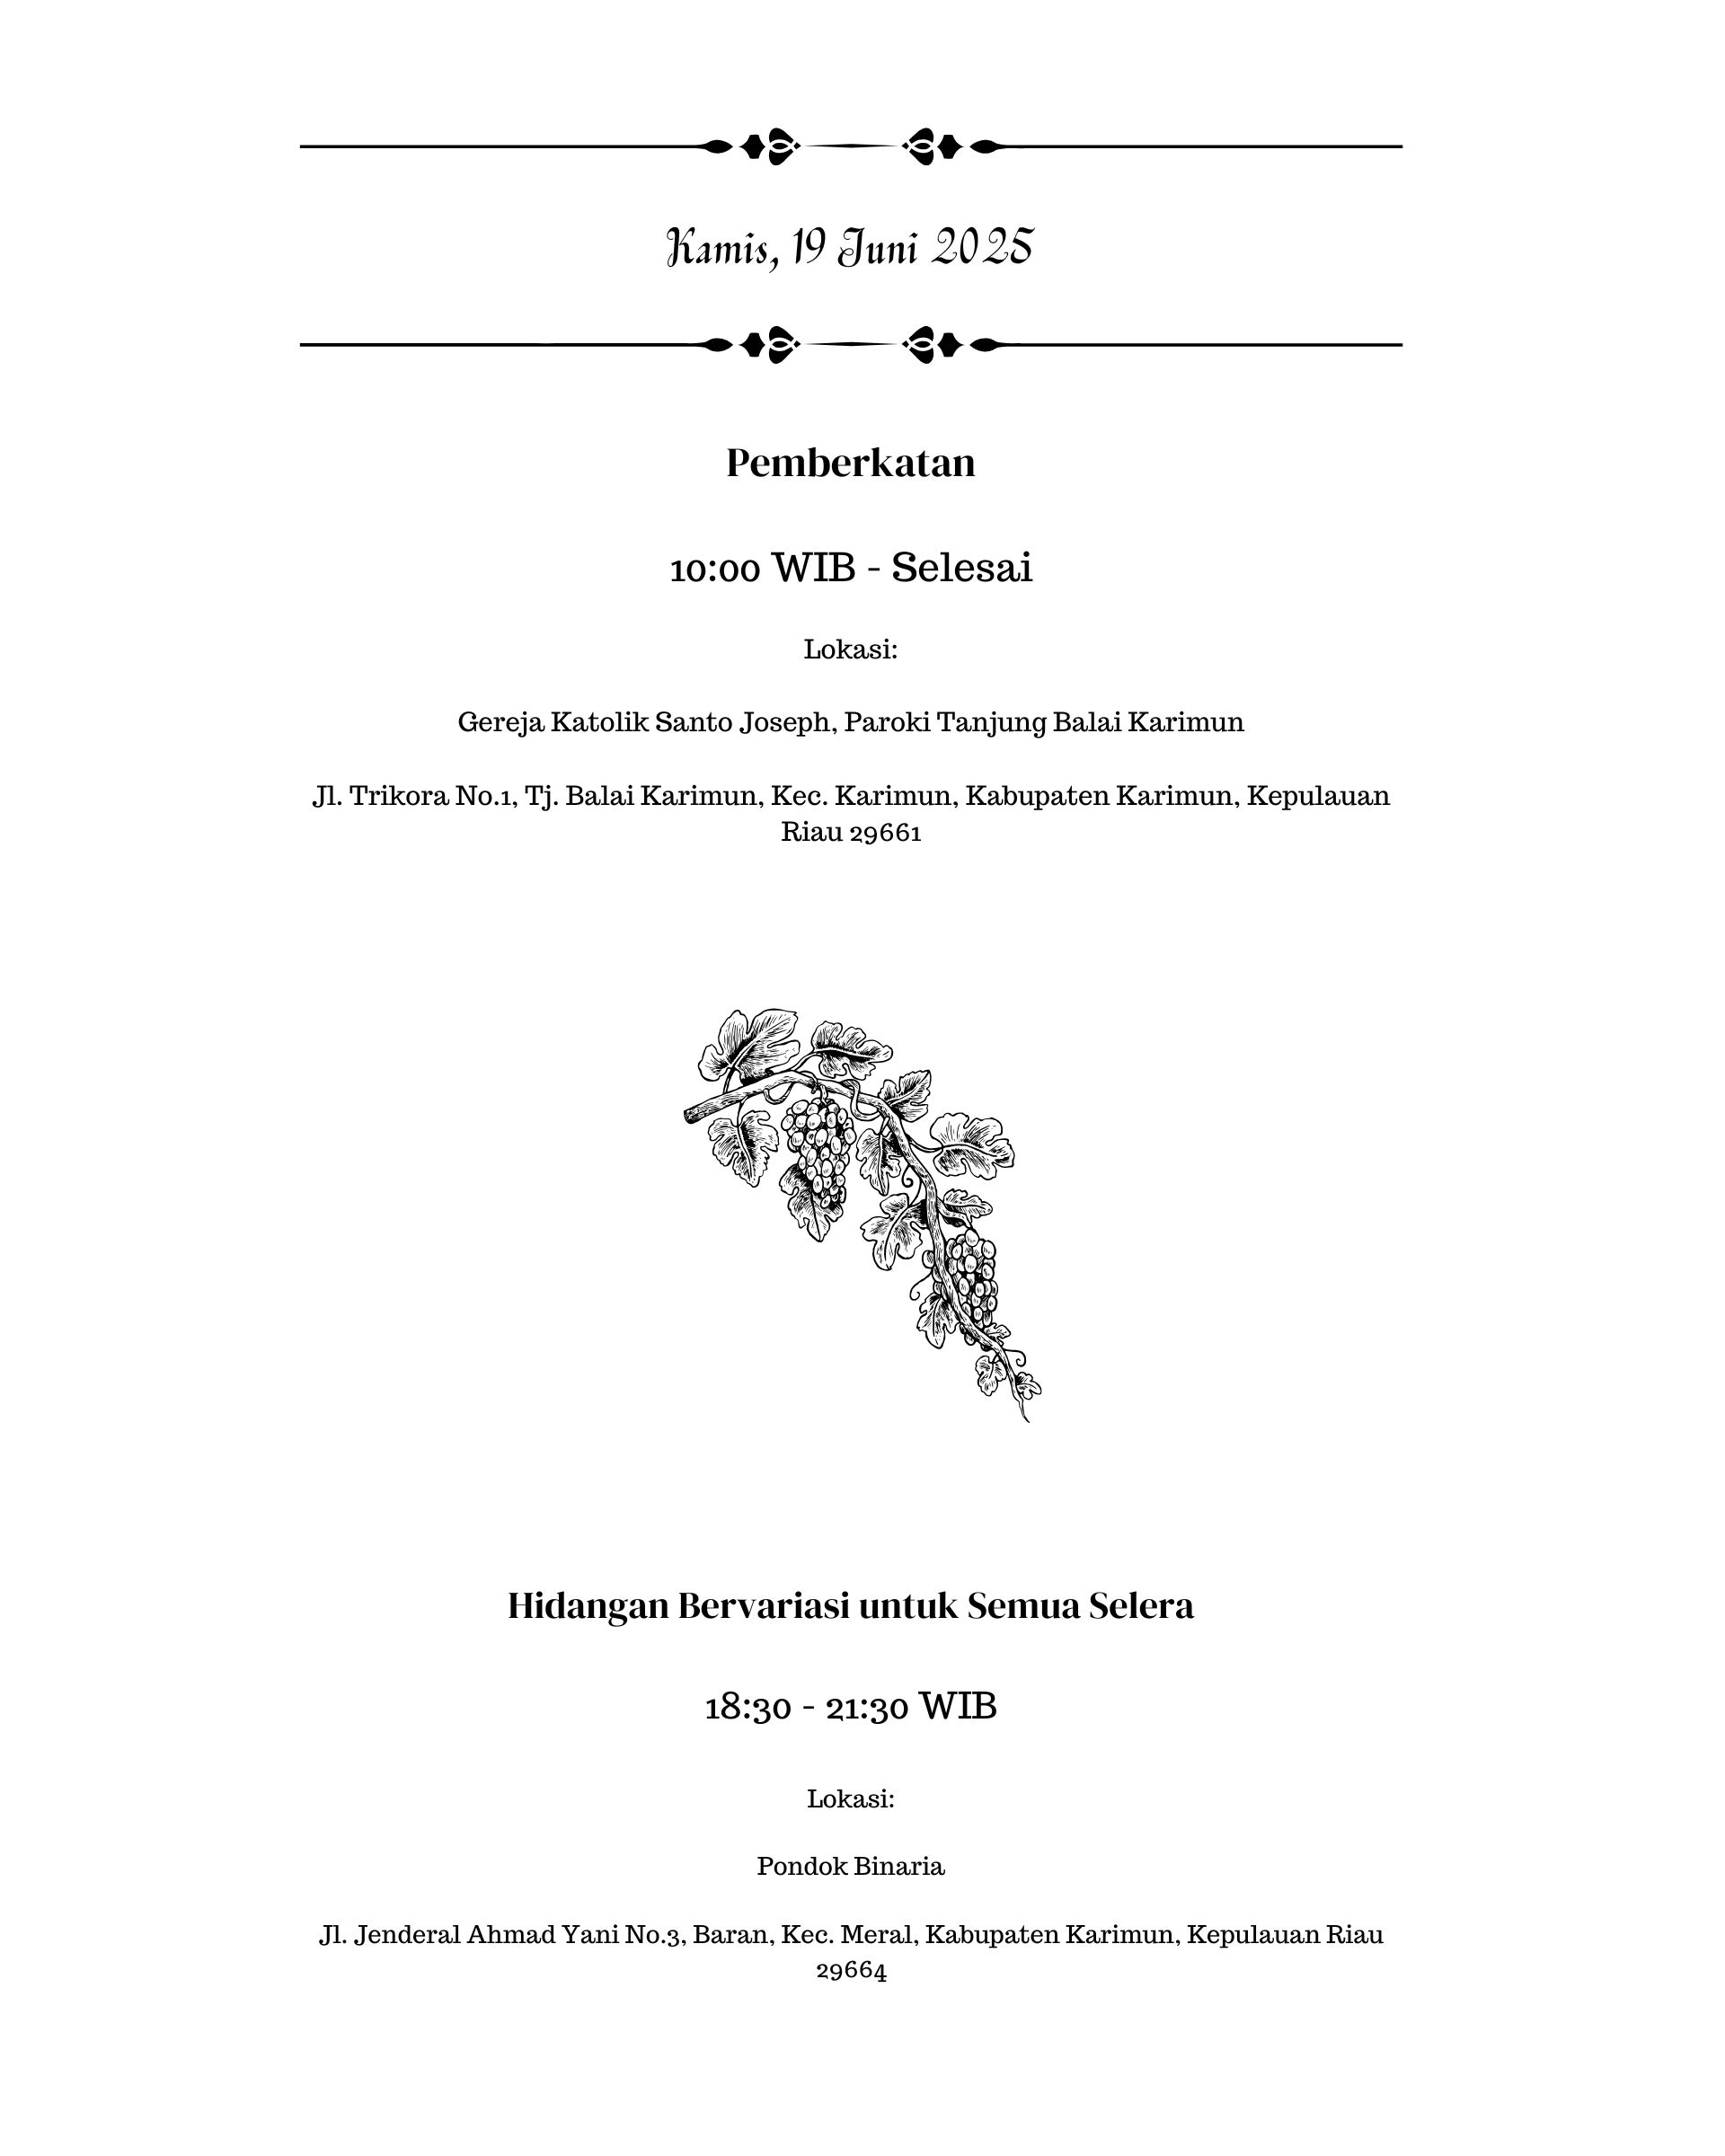 Kamis, 19 Juni 2025
Pemberkatan
10:00 WIB - Selesai
Lokasi:
Gereja Katolik Santo Joseph, Paroki Tanjung Balai Karimun
Jl. Trikora No.1, Tj. Balai Karimun, Kec. Karimun, Kabupaten Karimun, Kepulauan
Riau 29661
Hidangan Bervariasi untuk Semua Selera
18:30 - 21:30 WIB
Lokasi:
Pondok Binaria
Jl. Jenderal Ahmad Yani No.3, Baran, Kec. Meral, Kabupaten Karimun, Kepulauan Riau
29664